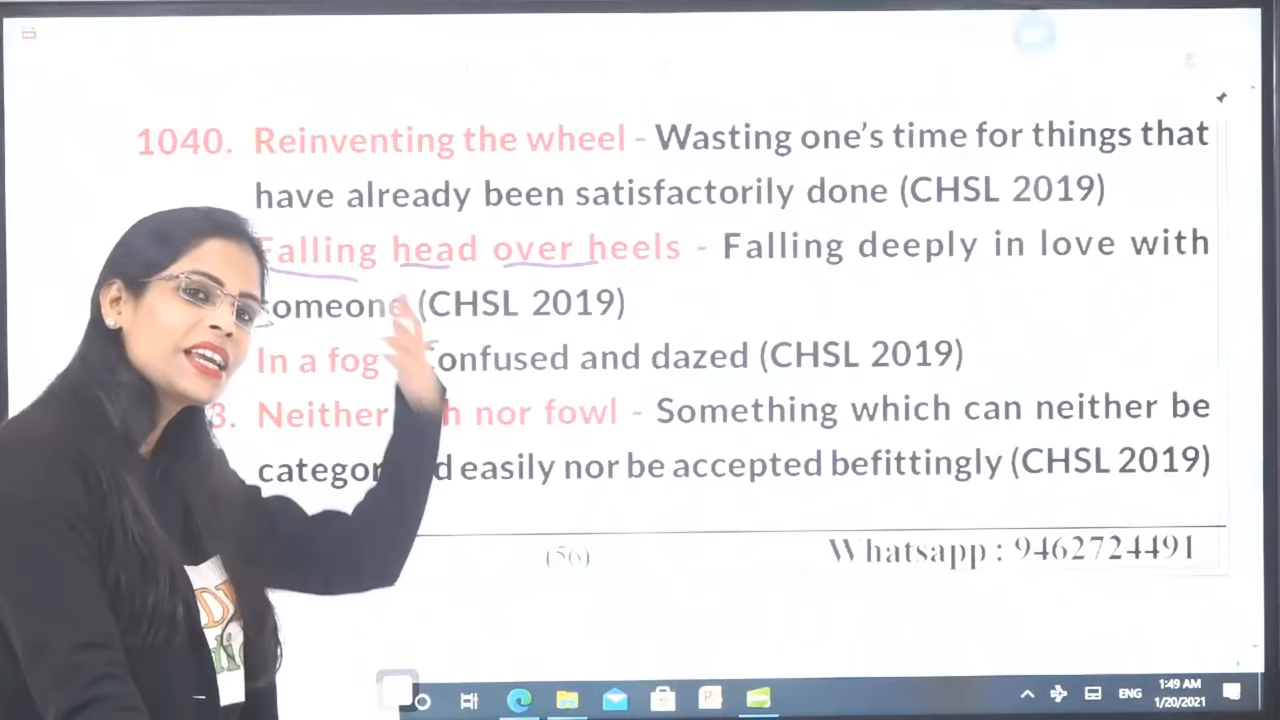 1040. Reinventing the wheel - Wasting one's time for things that
have already been satisfactorily done (CHSL 2019)
Falling head over heels - Falling deeply in love with
someone (CHSL 2019)
In a fog Confused and dazed (CHSL 2019)
3. Neither nor fowl - Something which can neither be
easily nor be accepted befittingly (CHSL 2019)
(56) Whatsapp : 9462724491
ENG 1:49 AM
1/20/2021